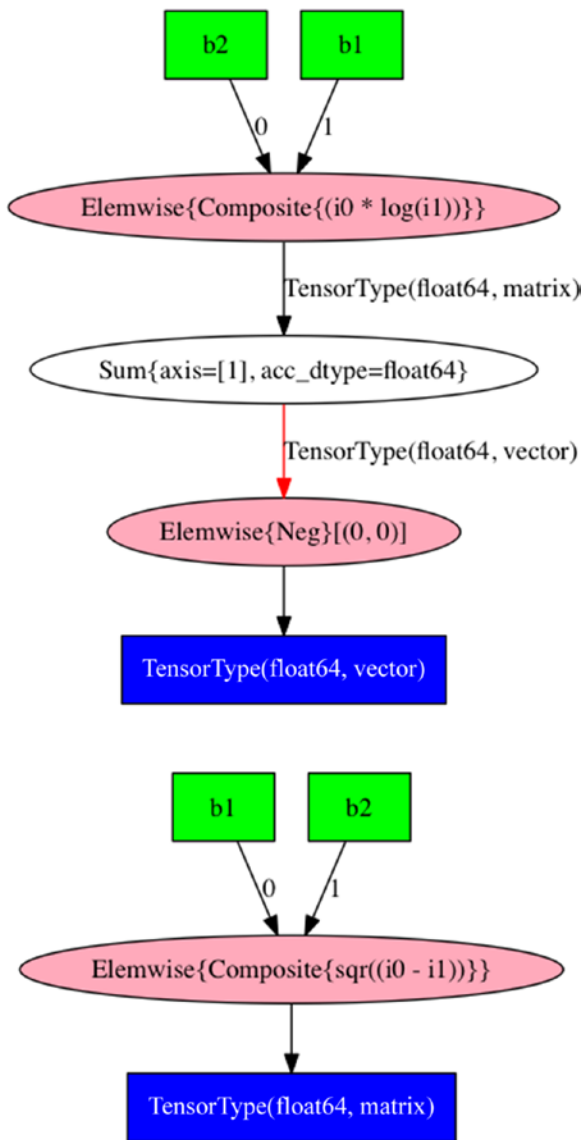 b2
b1
0
1
Elemwise{Composite{(i0 * log(i1))}}
TensorType(float64, matrix)
Sum{axis=[1], acc_dtype=float64}
TensorType(float64, vector)
Elemwise{Neg}[(0, 0)]
TensorType(float64, vector)
b1
b2
0
1
Elemwise{Composite{sqr((i0 - i1))}}
TensorType(float64, matrix)